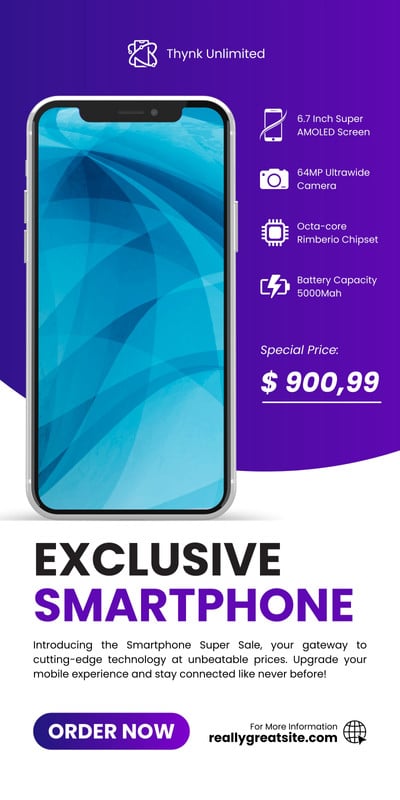 Thynk Unlimited
6.7 Inch Super
AMOLED Screen
64MP Ultrawide
Camera
Octa-core
Rimberio Chipset
Battery Capacity
5000Mah
Special Price:
$ 900,99
EXCLUSIVE
SMARTPHONE
Introducing the Smartphone Super Sale, your gateway to
cutting-edge technology at unbeatable prices. Upgrade your
mobile experience and stay connected like never before!
ORDER NOW
For More Information
reallygreatsite.com